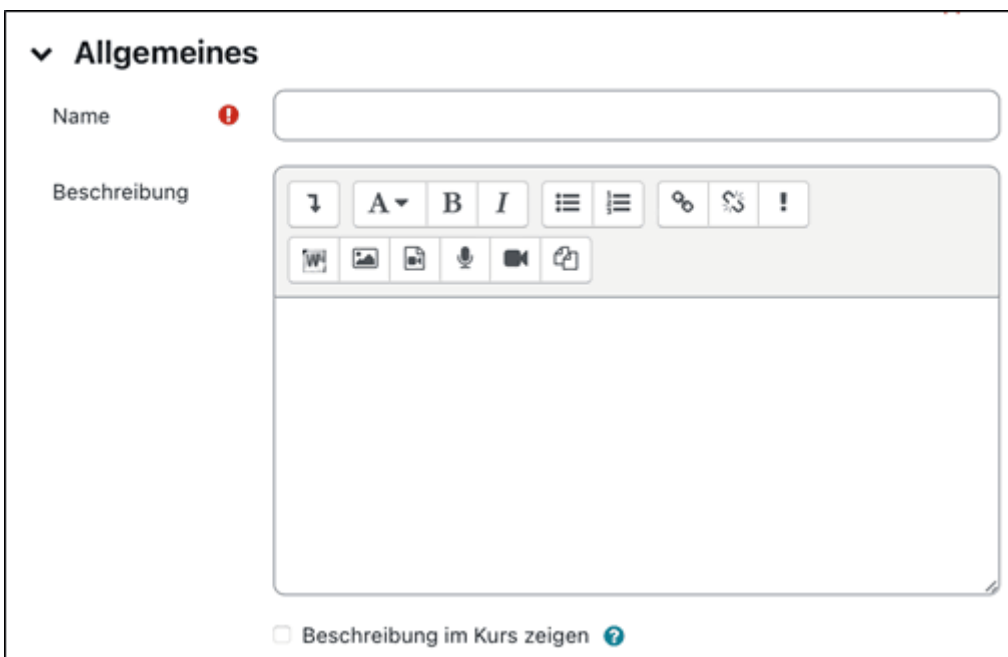 Allgemeines
Name
Beschreibung
A B I
Beschreibung im Kurs zeigen ?